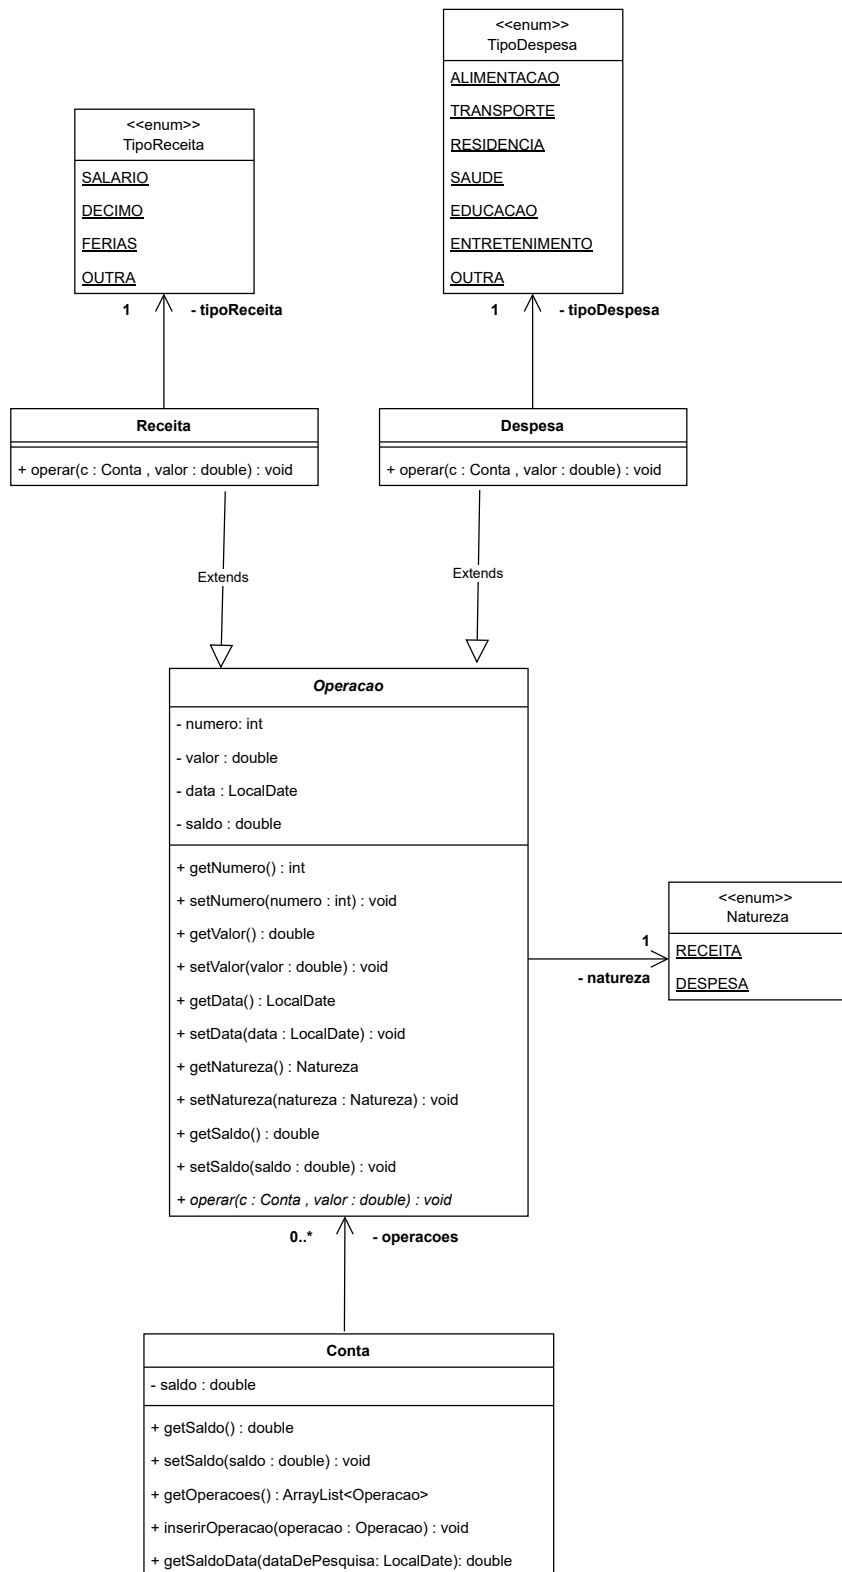 <<enum>>
TipoDespesa
ALIMENTACAO
TRANSPORTE
RESIDENCIA
SAUDE
EDUCACAO
ENTRETENIMENTO
OUTRA
<<enum>>
TipoReceita
SALARIO
DECIMO
FERIAS
OUTRA
1
- tipoReceita
1
- tipoDespesa
Receita
+ operar(c : Conta , valor : double) : void
Despesa
+ operar(c : Conta , valor : double) : void
Extends
Extends
Operacao
- numero: int
- valor : double
- data : LocalDate
- saldo : double
+ getNumero() : int
+ setNumero(numero : int) : void
+ getValor() : double
+ setValor(valor : double) : void
+ getData() : LocalDate
+ setData(data : LocalDate) : void
+ getNatureza() : Natureza
+ setNatureza(natureza : Natureza) : void
+ getSaldo() : double
+ setSaldo(saldo : double) : void
+ operar(c : Conta , valor : double) : void
1
- natureza
<<enum>>
Natureza
RECEITA
DESPESA
0..*
- operacoes
Conta
- saldo : double
+ getSaldo() : double
+ setSaldo(saldo : double) : void
+ getOperacoes() : ArrayList<Operacao>
+ inserirOperacao(operacao : Operacao) : void
+ getSaldoData(dataDePesquisa: LocalDate): double